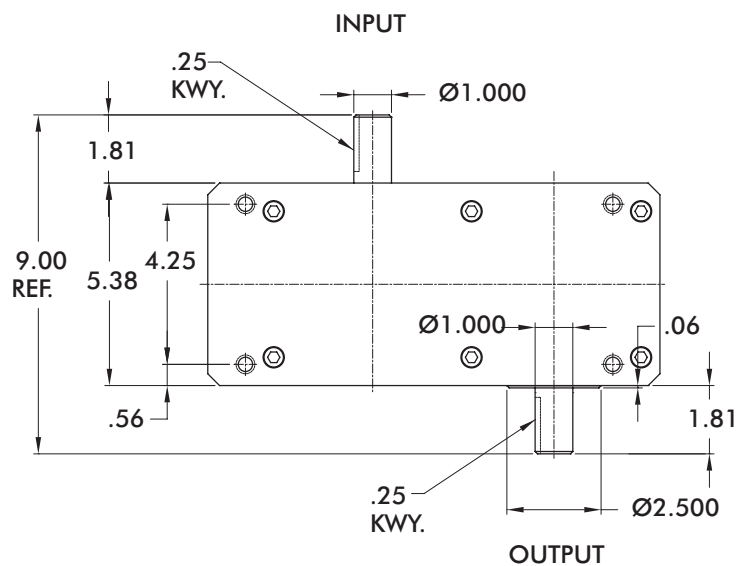 INPUT
.25
KWY.
Ø1.000
1.81
9.00
REF.
5.38
4.25
Ø1.000
.06
.56
1.81
.25
KWY.
Ø2.500
OUTPUT